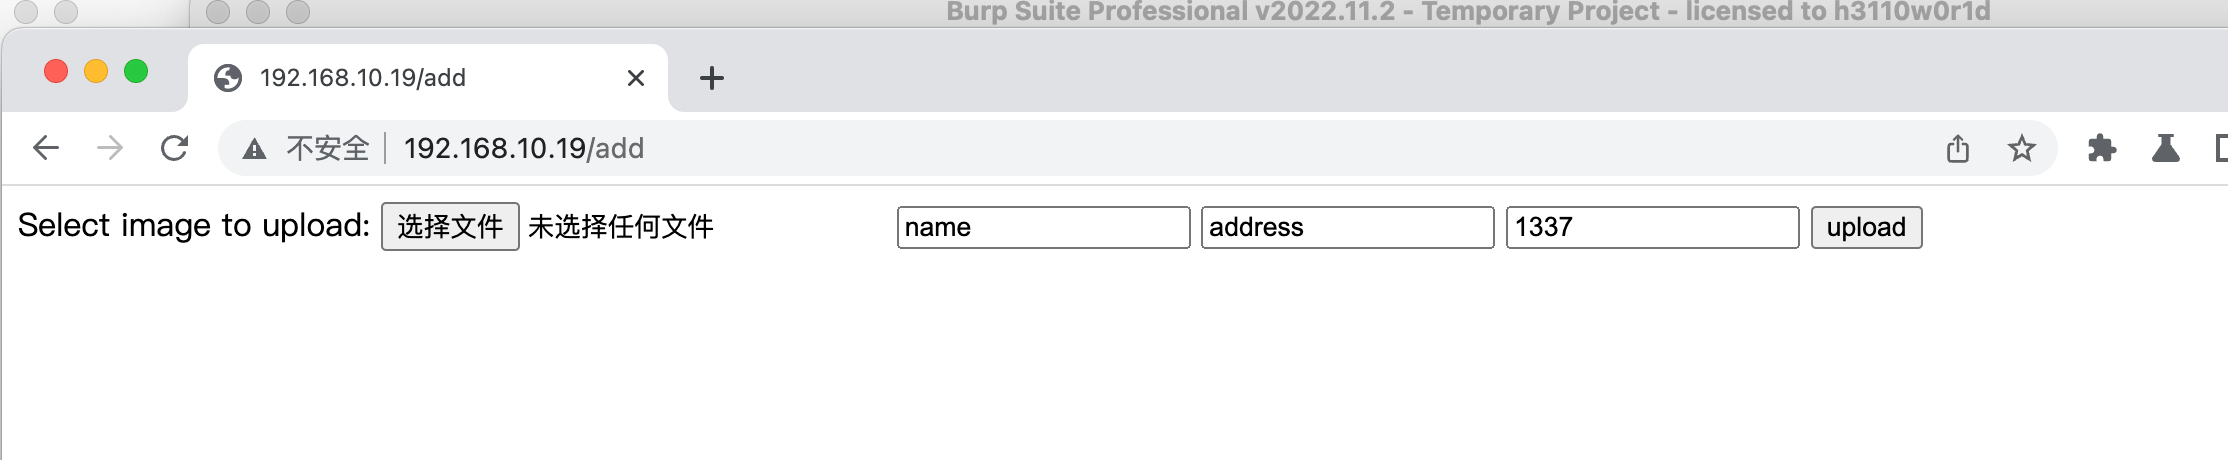 Burp Suite Professional v2022.11.2 - Temporary Project - licensed to h3110w0r1d
192.168.10.19/add
不安全 192.168.10.19/add
Select image to upload: 选择文件 未选择任何文件 name address 1337 upload